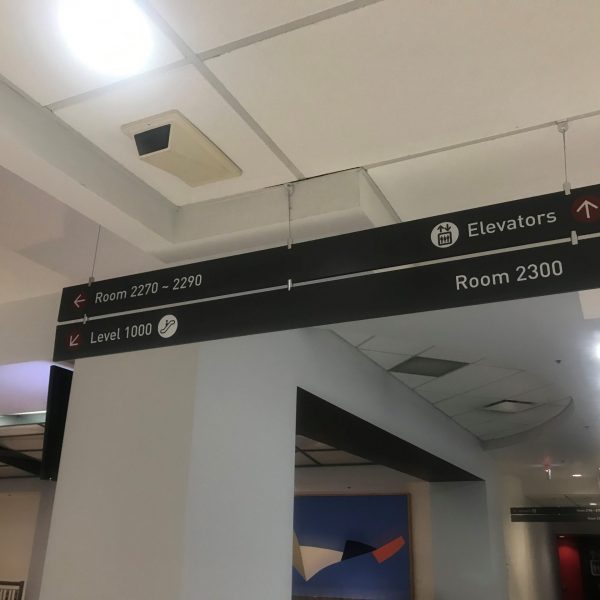 Elevators
Room 2270 ~ 2290
Room 2300
Level 1000